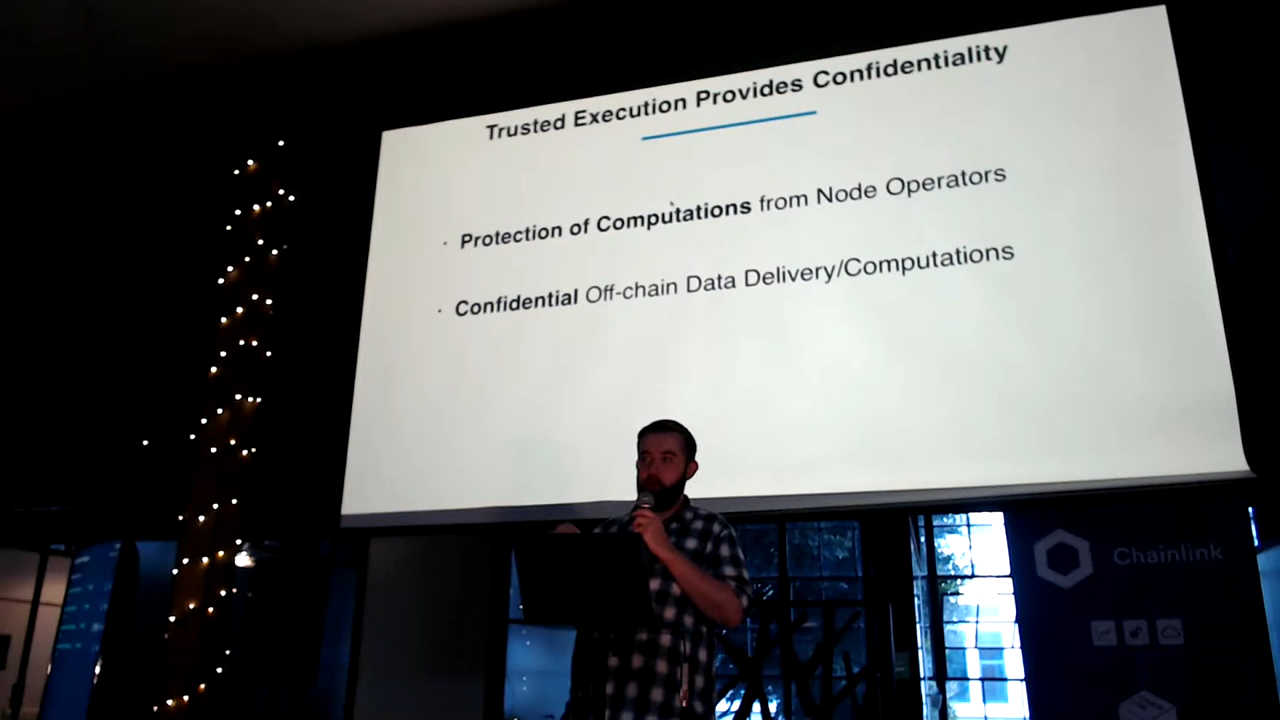 Trusted Execution Provides Confidentiality
· Protection of Computations from Node Operators
· Confidential Off-chain Data Delivery/Computations
Chainlink